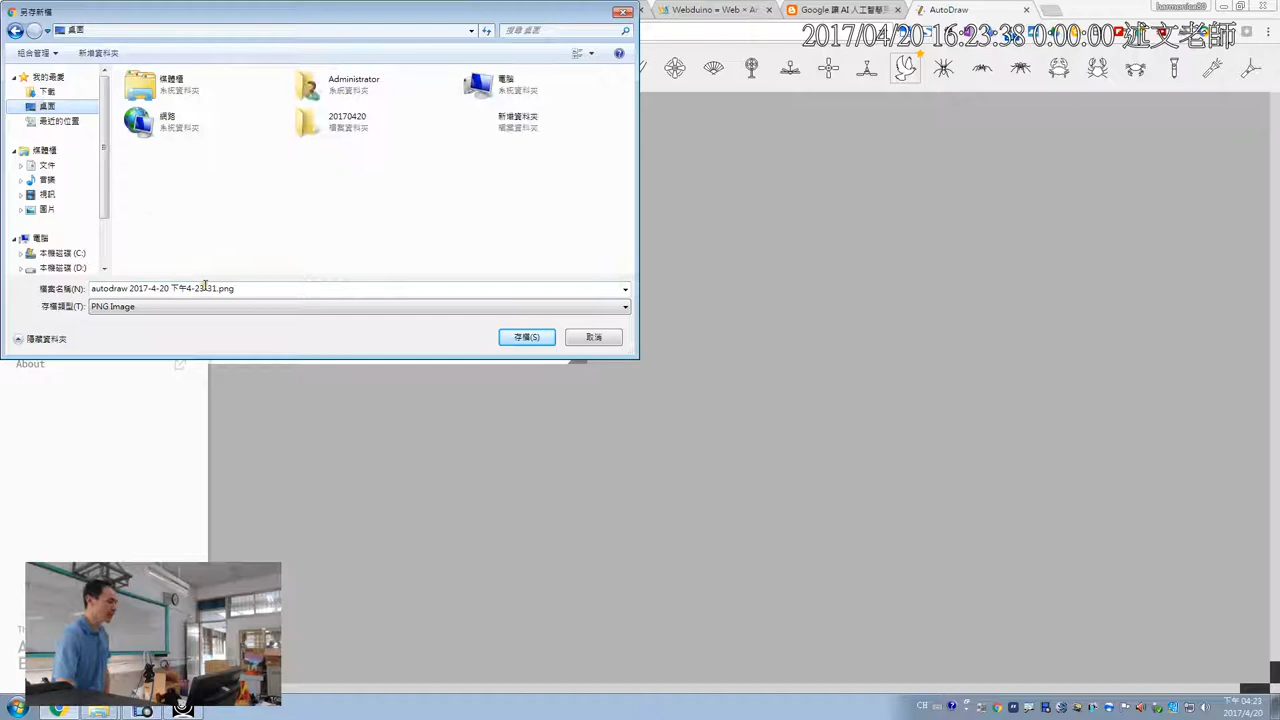 另存新檔
桌面
搜尋 桌面
組合管理
新增資料夾
我的最愛
下載
桌面
最近的位置
媒體櫃
文件
音樂
視訊
圖片
電腦
本機磁碟 (C:)
本機磁碟 (D:)
媒體櫃
系統資料夾
Administrator
系統資料夾
電腦
系統資料夾
網路
系統資料夾
20170420
檔案資料夾
新增資料夾
檔案資料夾
檔案名稱(N):
autodraw 2017-4-20 下午4-23-31.png
存檔類型(T):
PNG Image
隱藏資料夾
存檔(S)
取消
Webduino = Web × Ar
Google 讓 AI 人工智慧
AutoDraw
harmonica80
2017/04/20 16:23:38 0:00:00 述文老師
About
CH
下午 04:23
2017/4/20